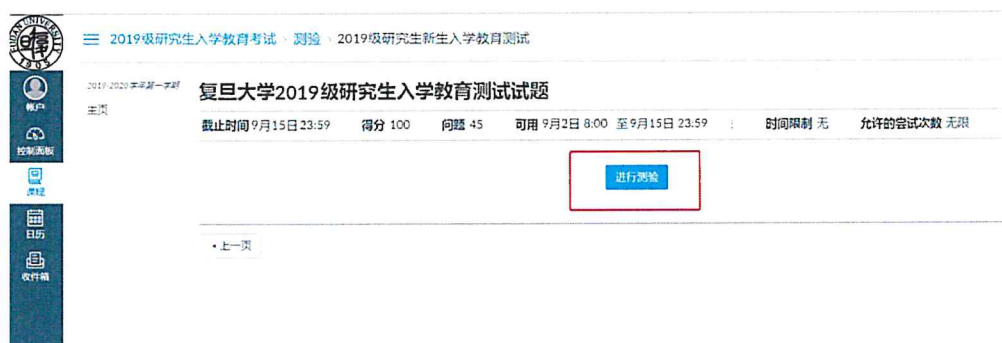 FUDAN UNIVERSITY
1905
2019级研究生入学教育考试 › 测验 › 2019级研究生新生入学教育测试
帐户
控制面板
课程
日历
收件箱
2019-2020学年第一学期
主页
复旦大学2019级研究生入学教育测试试题
截止时间 9月15日 23:59 得分 100 问题 45 可用 9月2日 8:00 至 9月15日 23:59 时间限制 无 允许的尝试次数 无限
进行测验
◂ 上一页